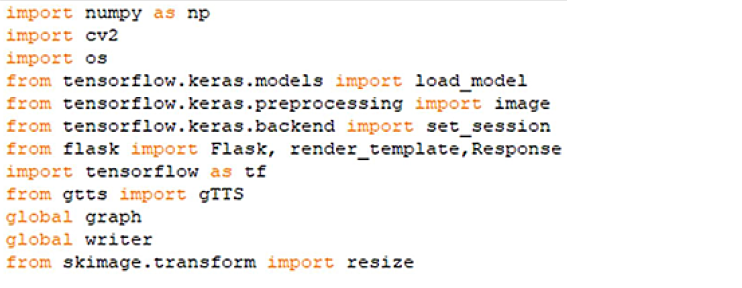 import numpy as np
import cv2
import os
from tensorflow.keras.models import load_model
from tensorflow.keras.preprocessing import image
from tensorflow.keras.backend import set_session
from flask import Flask, render_template,Response
import tensorflow as tf
from gtts import gTTS
global graph
global writer
from skimage.transform import resize